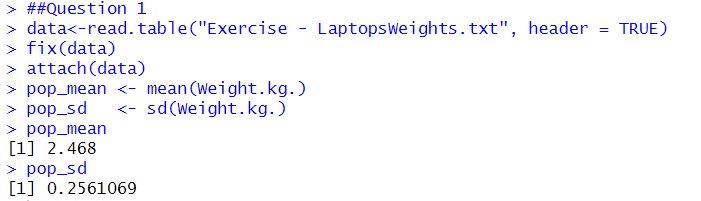 > ##Question 1
> data<-read.table("Exercise - LaptopsWeights.txt", header = TRUE)
> fix(data)
> attach(data)
> pop_mean <- mean(Weight.kg.)
> pop_sd   <- sd(Weight.kg.)
> pop_mean
[1] 2.468
> pop_sd
[1] 0.2561069